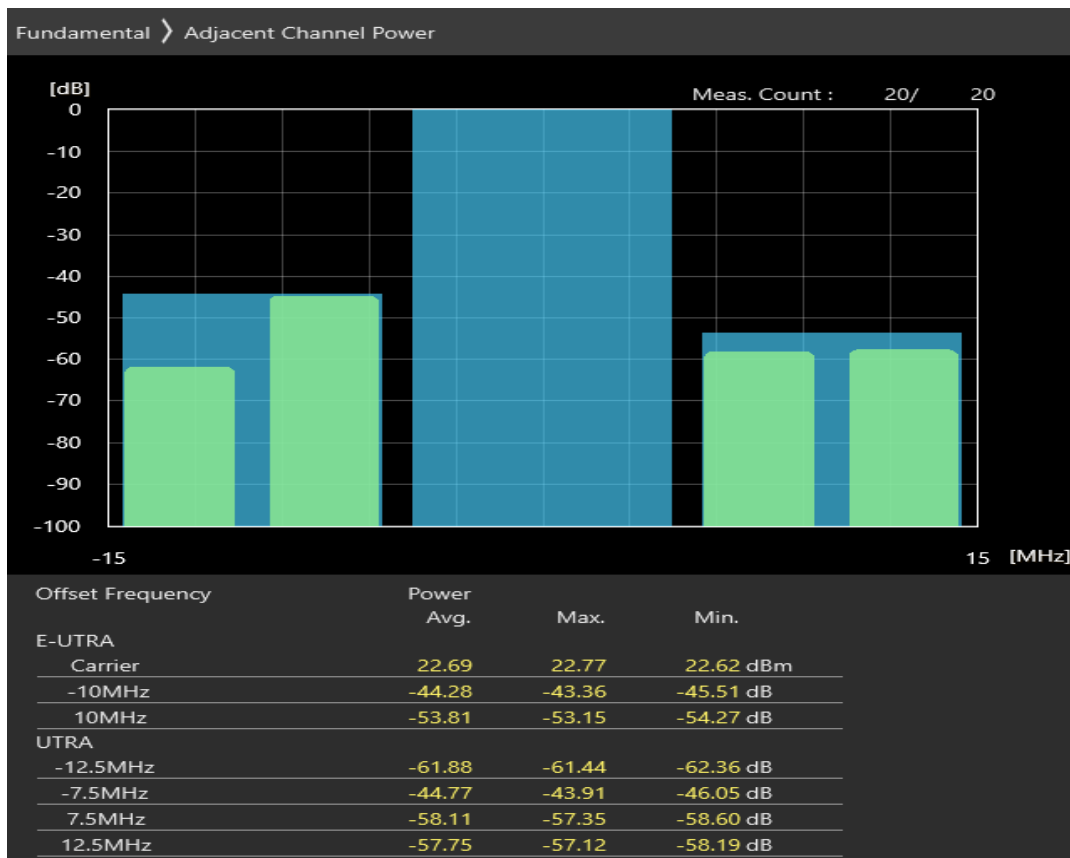 Fundamental 〉 Adjacent Channel Power
[dB]
Meas. Count : 20/ 20
0
-10
-20
-30
-40
-50
-60
-70
-80
-90
-100
-15 15 [MHz]
Offset Frequency Power
Avg. Max. Min.
E-UTRA
Carrier 22.69 22.77 22.62 dBm
-10MHz -44.28 -43.36 -45.51 dB
10MHz -53.81 -53.15 -54.27 dB
UTRA
-12.5MHz -61.88 -61.44 -62.36 dB
-7.5MHz -44.77 -43.91 -46.05 dB
7.5MHz -58.11 -57.35 -58.60 dB
12.5MHz -57.75 -57.12 -58.19 dB